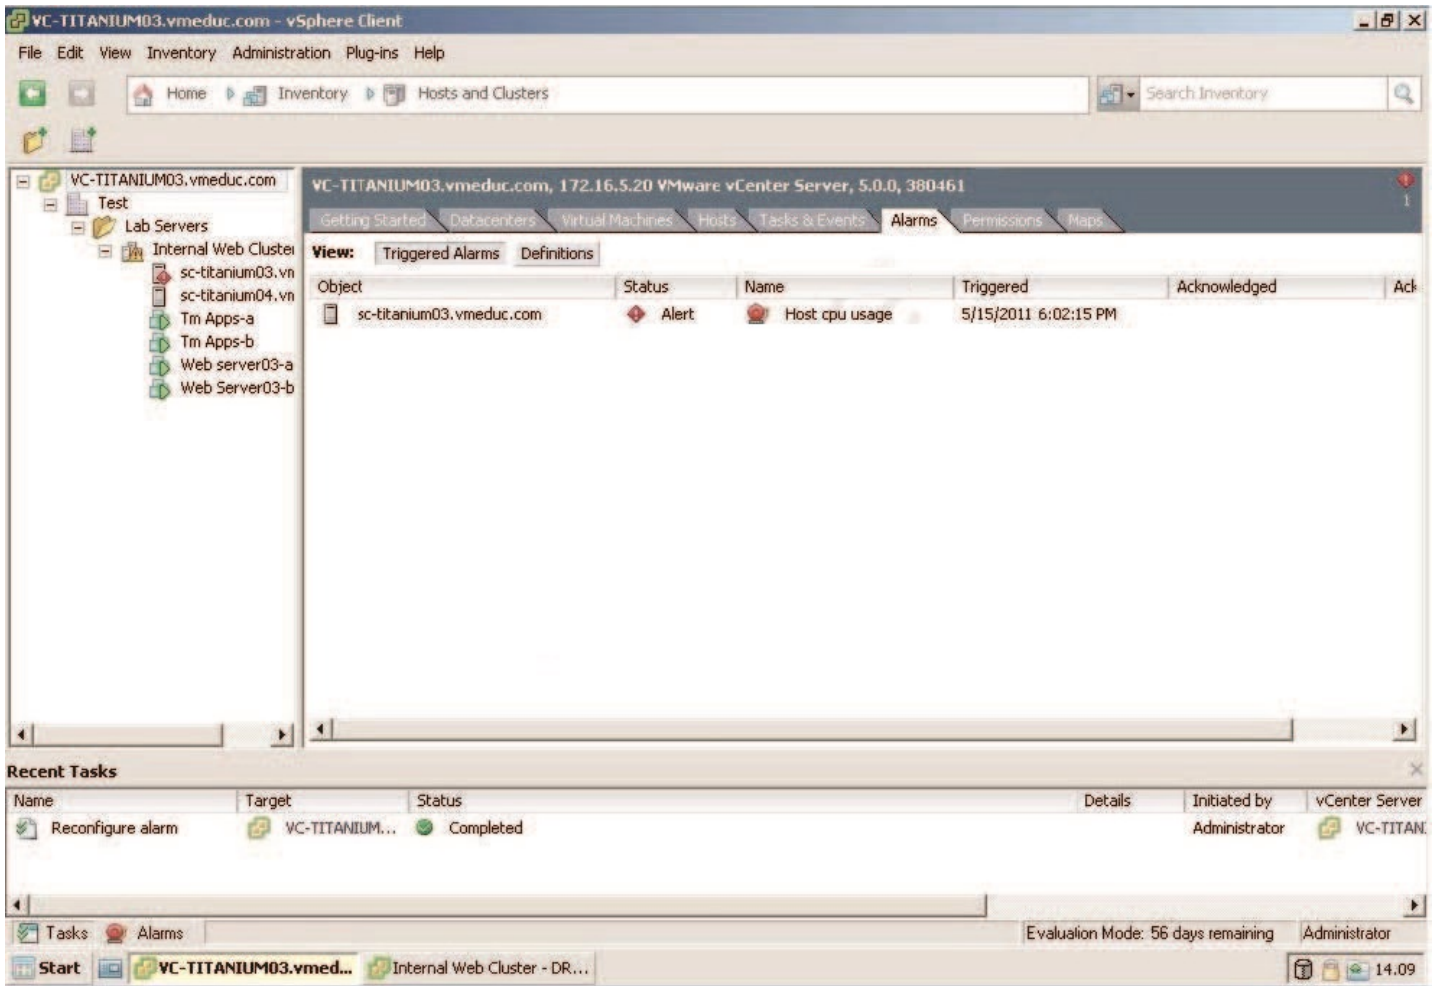 VC-TITANIUM03.vmeduc.com - vSphere Client
File Edit View Inventory Administration Plug-ins Help
Home Inventory Hosts and Clusters
Search Inventory
VC-TITANIUM03.vmeduc.com
Test
Lab Servers
Internal Web Cluster
sc-titanium03.vm
sc-titanium04.vm
Tm Apps-a
Tm Apps-b
Web server03-a
Web Server03-b
VC-TITANIUM03.vmeduc.com, 172.16.5.20 VMware vCenter Server, 5.0.0, 380461
1
Getting Started Datacenters Virtual Machines Hosts Tasks & Events Alarms Permissions Maps
View: Triggered Alarms Definitions
Object Status Name Triggered Acknowledged Ack
sc-titanium03.vmeduc.com Alert Host cpu usage 5/15/2011 6:02:15 PM
Recent Tasks
Name Target Status Details Initiated by vCenter Server
Reconfigure alarm VC-TITANIUM... Completed Administrator VC-TITANI
Tasks Alarms Evaluation Mode: 56 days remaining Administrator
Start VC-TITANIUM03.vmed... Internal Web Cluster - DR... 14.09